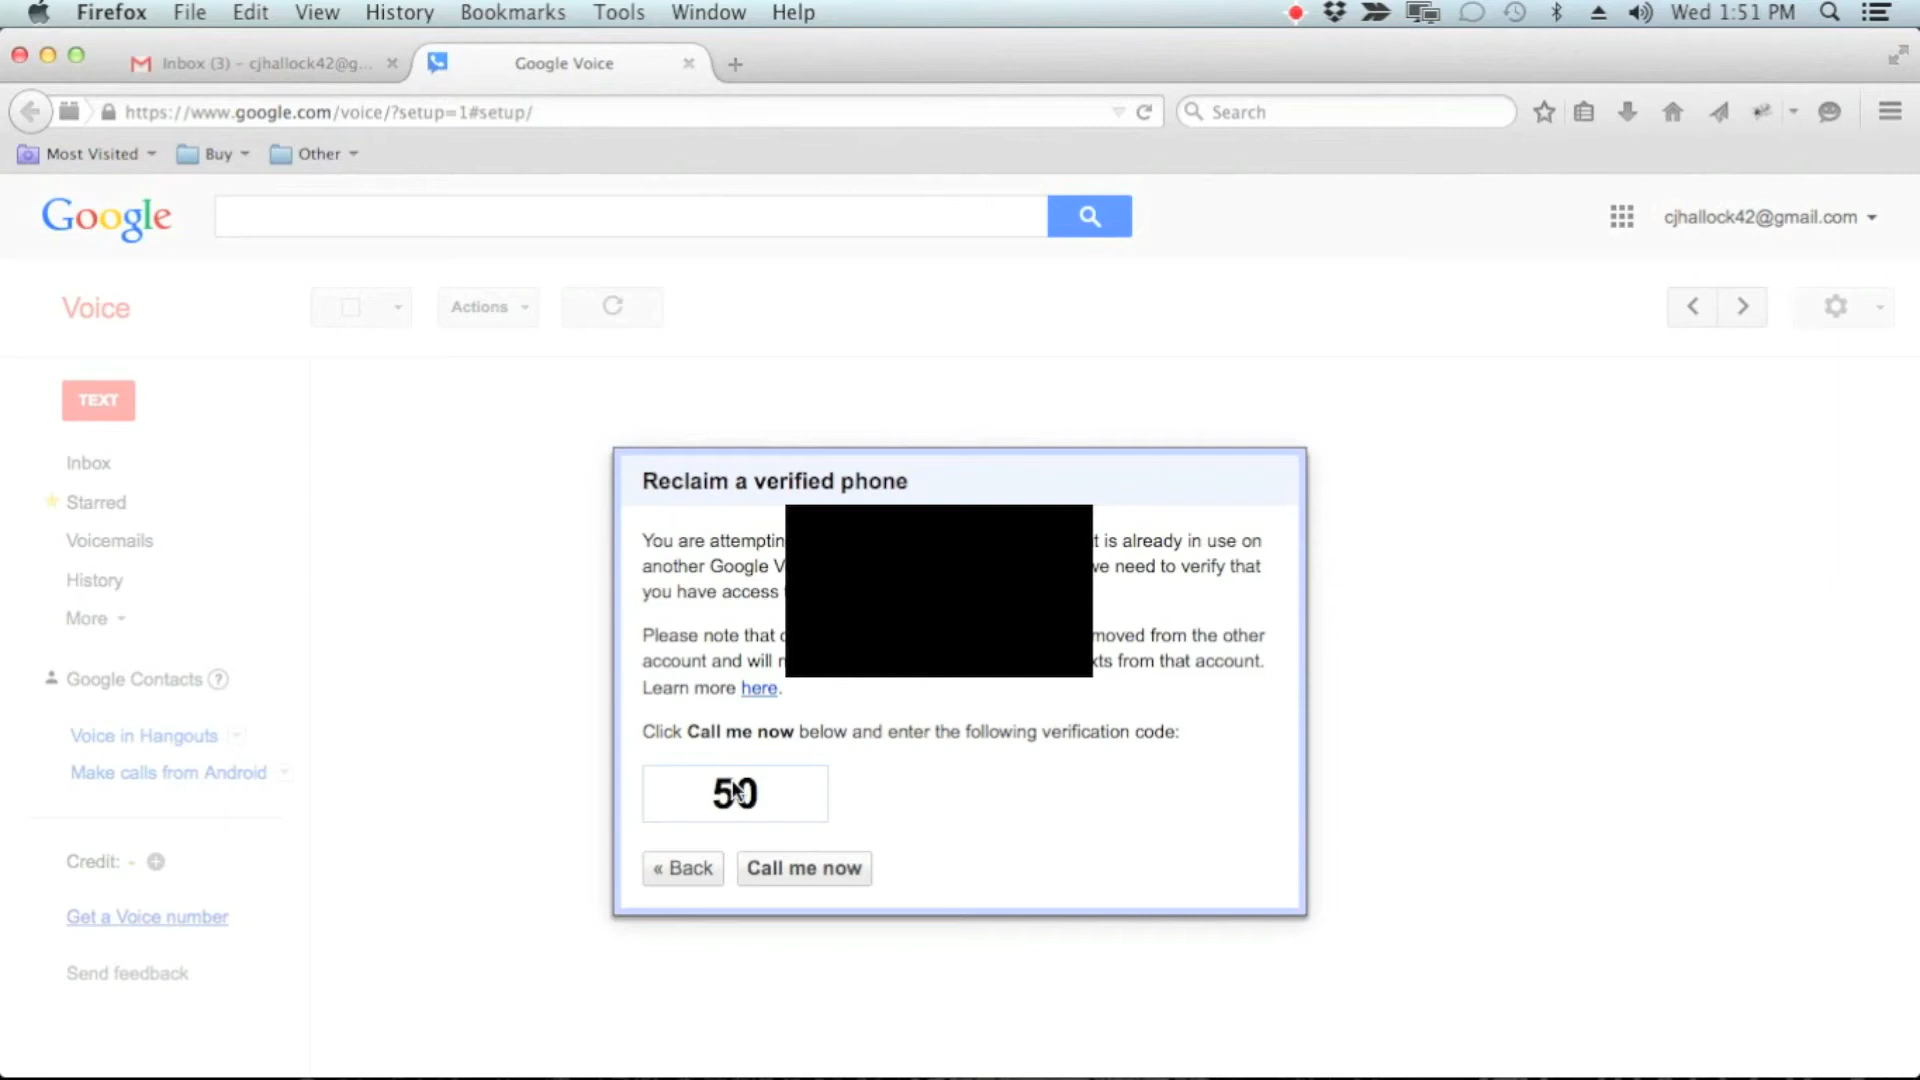 Firefox File Edit View History Bookmarks Tools Window Help Wed 1:51 PM
Inbox (3) - cjhallock42@g... Google Voice
https://www.google.com/voice/?setup=1#setup/ Search
Most Visited Buy Other
Google cjhallock42@gmail.com
Voice Actions
TEXT
Inbox
Starred
Voicemails
History
More
Google Contacts ?
Voice in Hangouts
Make calls from Android
Credit: -
Get a Voice number
Send feedback
Reclaim a verified phone
You are is already in use on
another Google need to verify that
you have access
Please note that from the other
account and will from that account.
Learn more here.
Click Call me now below and enter the following verification code:
50
« Back Call me now